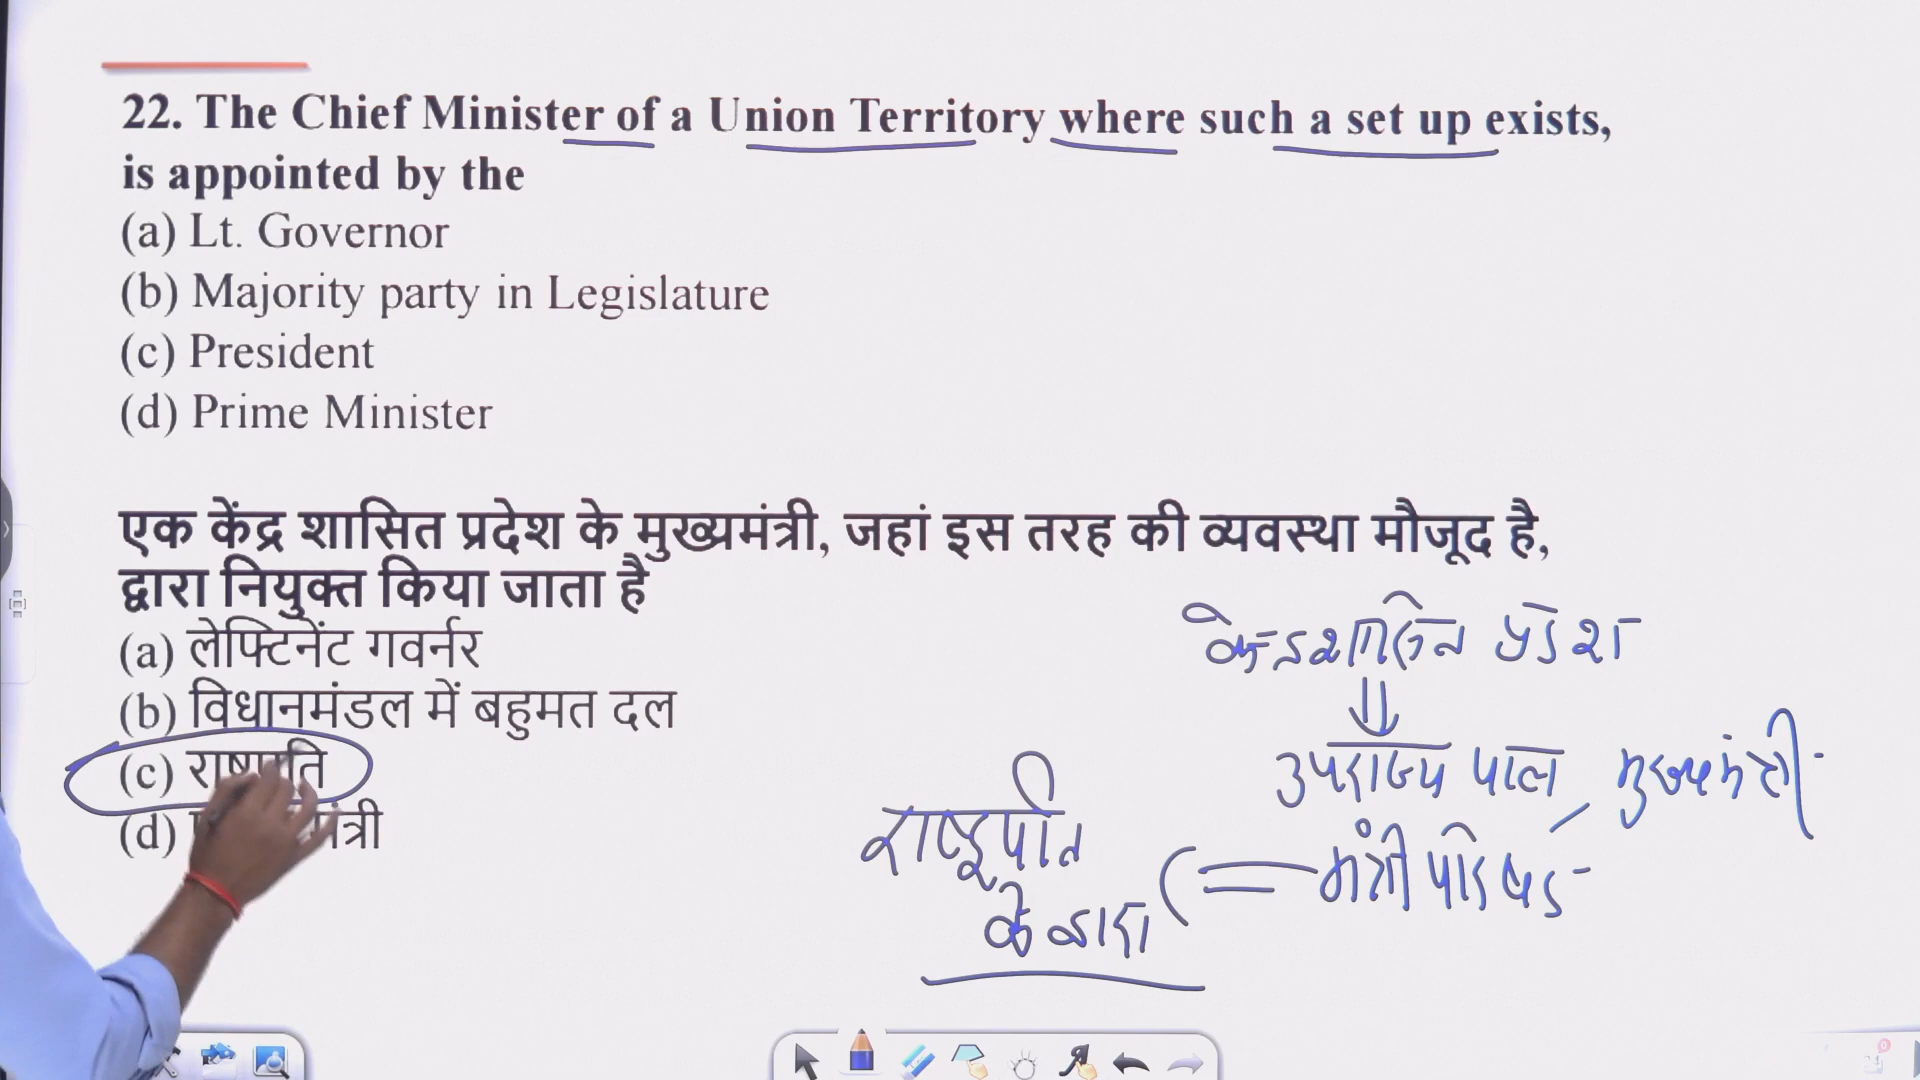 22. The Chief Minister of a Union Territory where such a set up exists,
is appointed by the
(a) Lt. Governor
(b) Majority party in Legislature
(c) President
(d) Prime Minister
एक केंद्र शासित प्रदेश के मुख्यमंत्री, जहां इस तरह की व्यवस्था मौजूद है,
द्वारा नियुक्त किया जाता है
(a) लेफ्टिनेंट गवर्नर
(b) विधानमंडल में बहुमत दल
(c) राष्ट्रपति
(d)
केन्द्रशासित प्रदेश
उपराज्यपाल, मुख्यमंत्री
राष्ट्रपति
मंत्री परिषद
के द्वारा